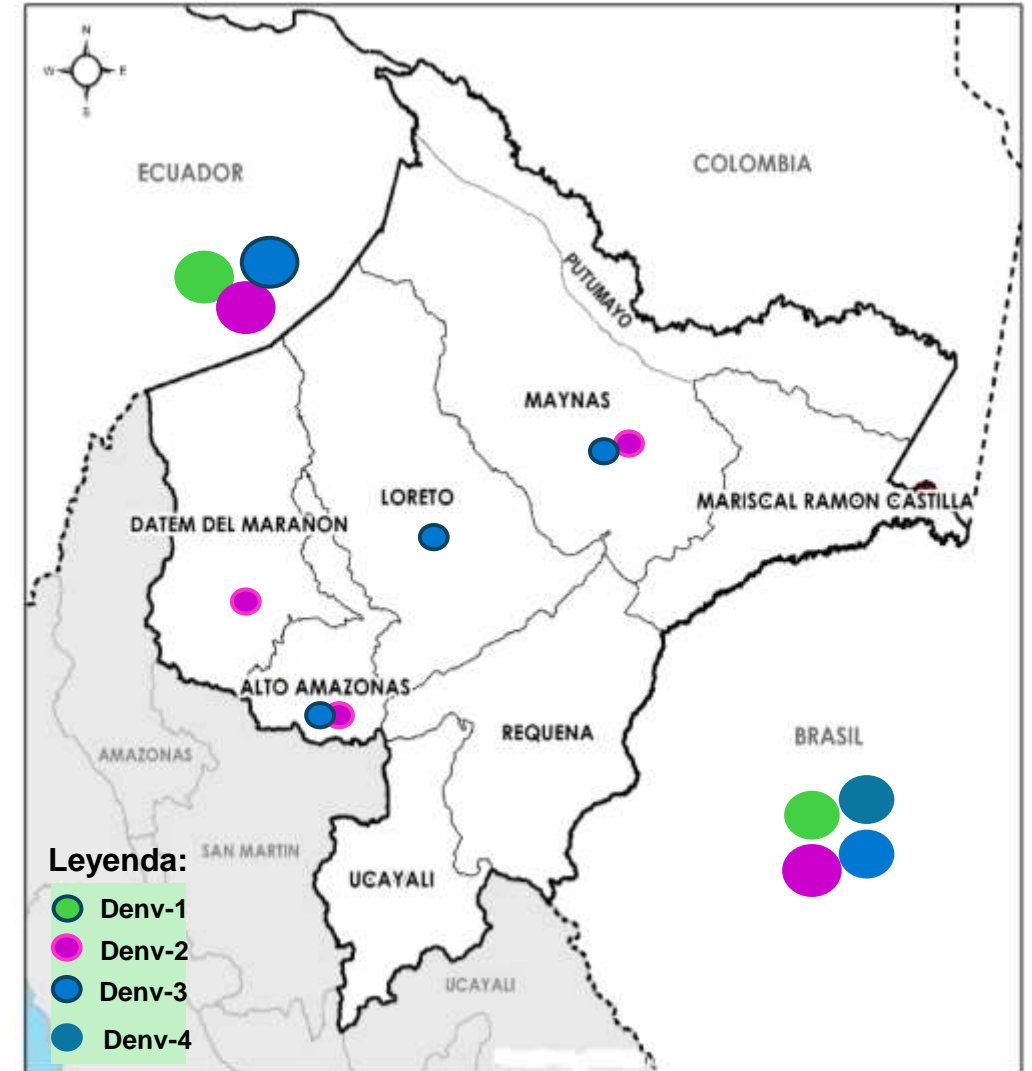 N
W
E
S
ECUADOR
COLOMBIA
PUTUMAYO
MAYNAS
LORETO
MARISCAL RAMON CASTILLA
DATEM DEL MARAÑON
ALTO AMAZONAS
REQUENA
BRASIL
AMAZONAS
SAN MARTIN
UCAYALI
UCAYALI
Leyenda:
Denv-1
Denv-2
Denv-3
Denv-4